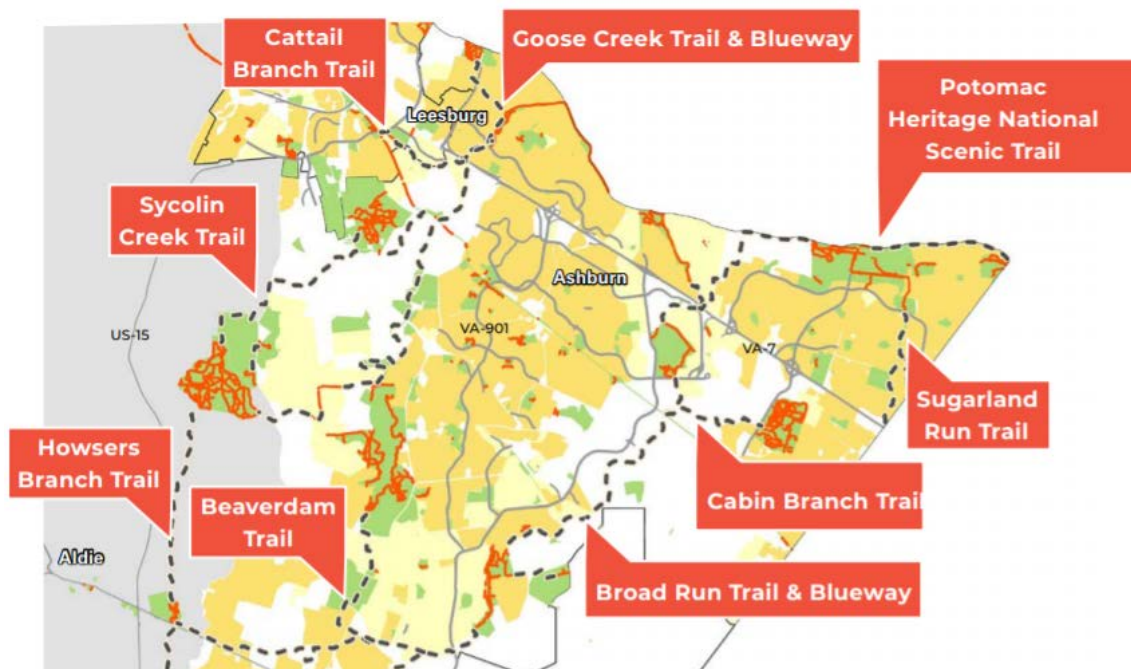 Cattail
Branch Trail
Goose Creek Trail & Blueway
Potomac
Heritage National
Scenic Trail
Leesburg
Sycolin
Creek Trail
Ashburn
US-15
VA-901
VA-7
Sugarland
Run Trail
Howsers
Branch Trail
Beaverdam
Trail
Cabin Branch Trail
Aldie
Broad Run Trail & Blueway